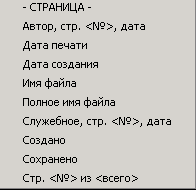 - СТРАНИЦА -
Автор, стр. <№>, дата
Дата печати
Дата создания
Имя файла
Полное имя файла
Служебное, стр. <№>, дата
Создано
Сохранено
Стр. <№> из <всего>